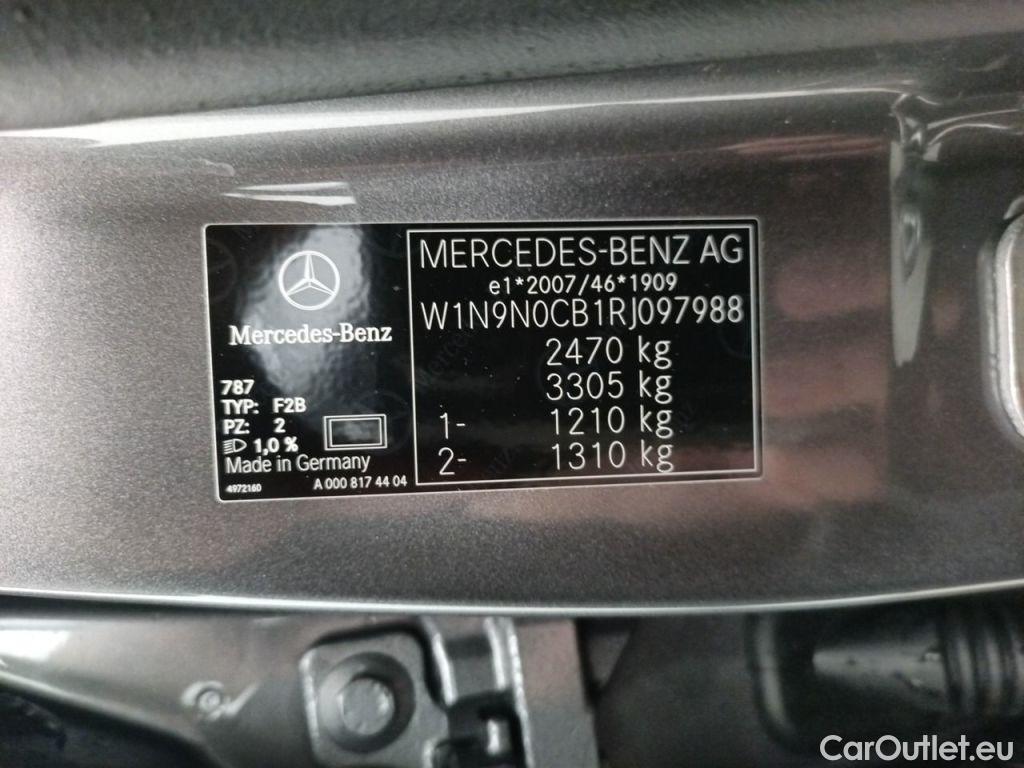 Mercedes-Benz
787
TYP: F2B
PZ: 2
1,0 %
Made in Germany
4972160
A 000 817 44 04
MERCEDES-BENZ AG
e1*2007/46*1909
W1N9N0CB1RJ097988
2470 kg
3305 kg
1- 1210 kg
2- 1310 kg
CarOutlet.eu